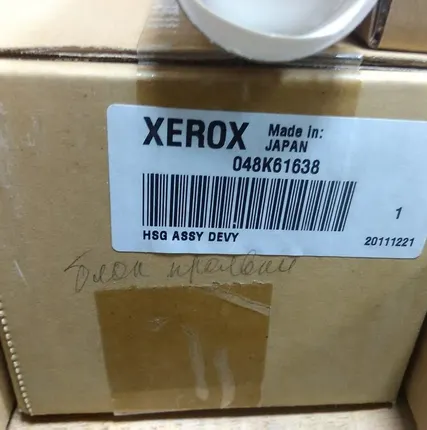 XEROX Made in:
JAPAN
048K61638
1
HSG ASSY DEVY
20111221
блок проявки